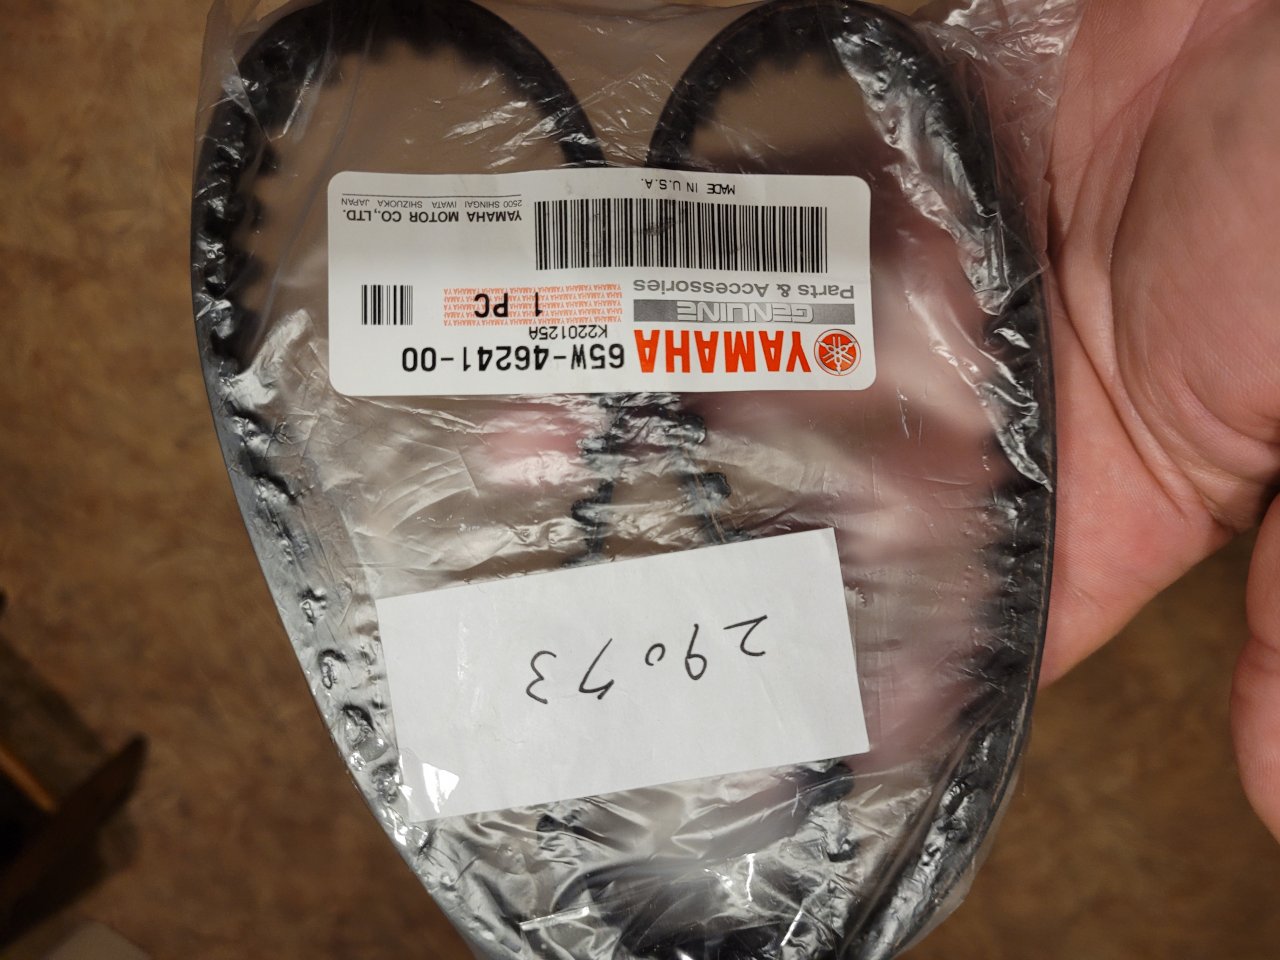 29073
YAMAHA 65W-46241-00
K220125A
GENUINE
Parts & Accessories
1 PC
YAMAHA MOTOR CO.,LTD.
2500 SHINGAI IWATA SHIZUOKA JAPAN
MADE IN U.S.A.